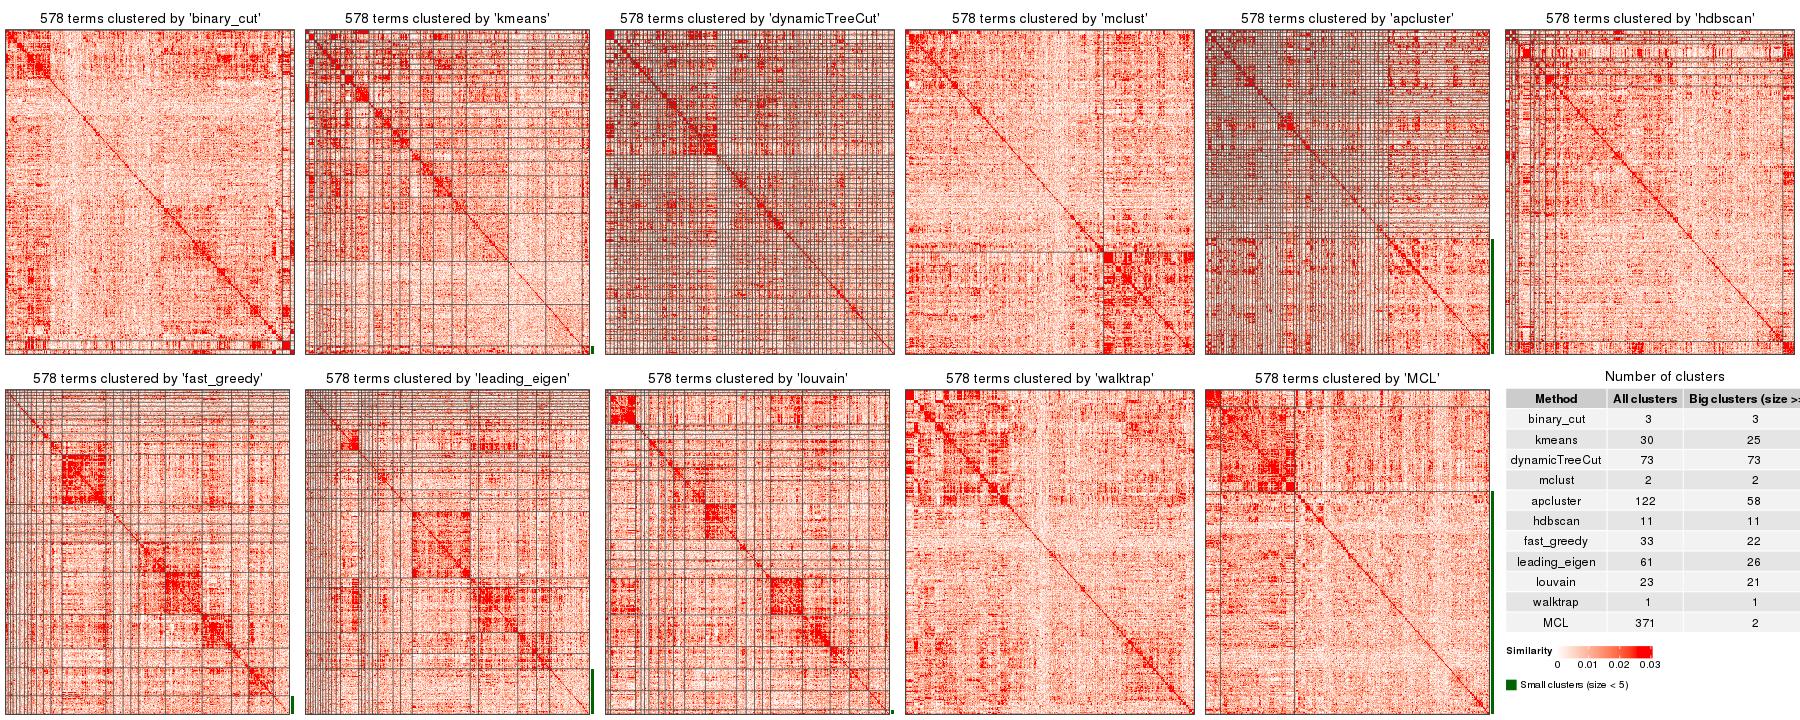 578 terms clustered by 'binary_cut'
578 terms clustered by 'kmeans'
578 terms clustered by 'dynamicTreeCut'
578 terms clustered by 'mclust'
578 terms clustered by 'apcluster'
578 terms clustered by 'hdbscan'
578 terms clustered by 'fast_greedy'
578 terms clustered by 'leading_eigen'
578 terms clustered by 'louvain'
578 terms clustered by 'walktrap'
578 terms clustered by 'MCL'
Number of clusters
Method All clusters Big clusters (size >=
binary_cut 3 3
kmeans 30 25
dynamicTreeCut 73 73
mclust 2 2
apcluster 122 58
hdbscan 11 11
fast_greedy 33 22
leading_eigen 61 26
louvain 23 21
walktrap 1 1
MCL 371 2
Similarity
0 0.01 0.02 0.03
Small clusters (size < 5)